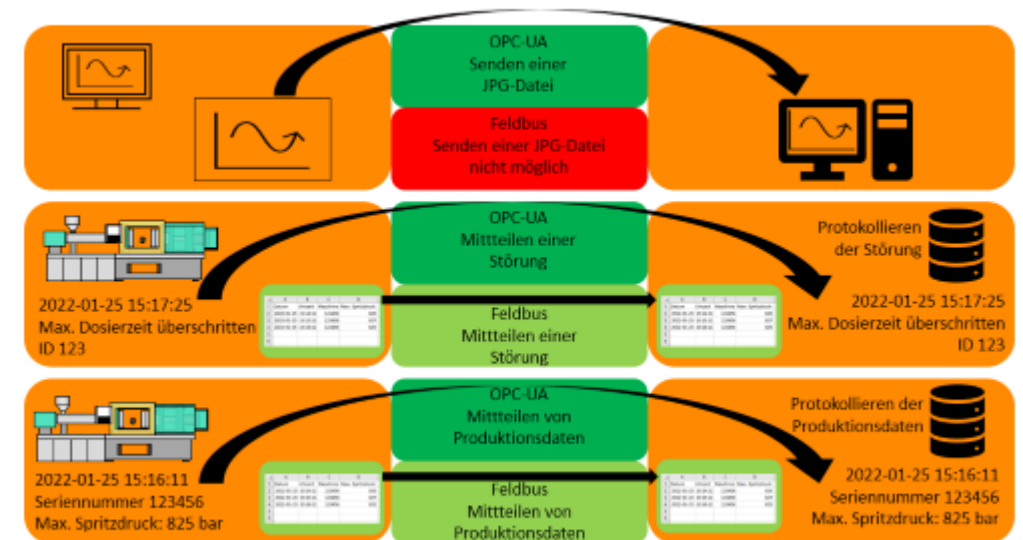 OPC-UA
Senden einer
JPG-Datei
Feldbus
Senden einer JPG-Datei
nicht möglich
OPC-UA
Mittteilen einer
Störung
Protokollieren
der Störung
2022-01-25 15:17:25
Max. Dosierzeit überschritten
ID 123
Feldbus
Mittteilen einer
Störung
2022-01-25 15:17:25
Max. Dosierzeit überschritten
ID 123
OPC-UA
Mittteilen von
Produktionsdaten
Protokollieren der
Produktionsdaten
2022-01-25 15:16:11
Seriennummer 123456
Max. Spritzdruck: 825 bar
Feldbus
Mittteilen von
Produktionsdaten
2022-01-25 15:16:11
Seriennummer 123456
Max. Spritzdruck: 825 bar